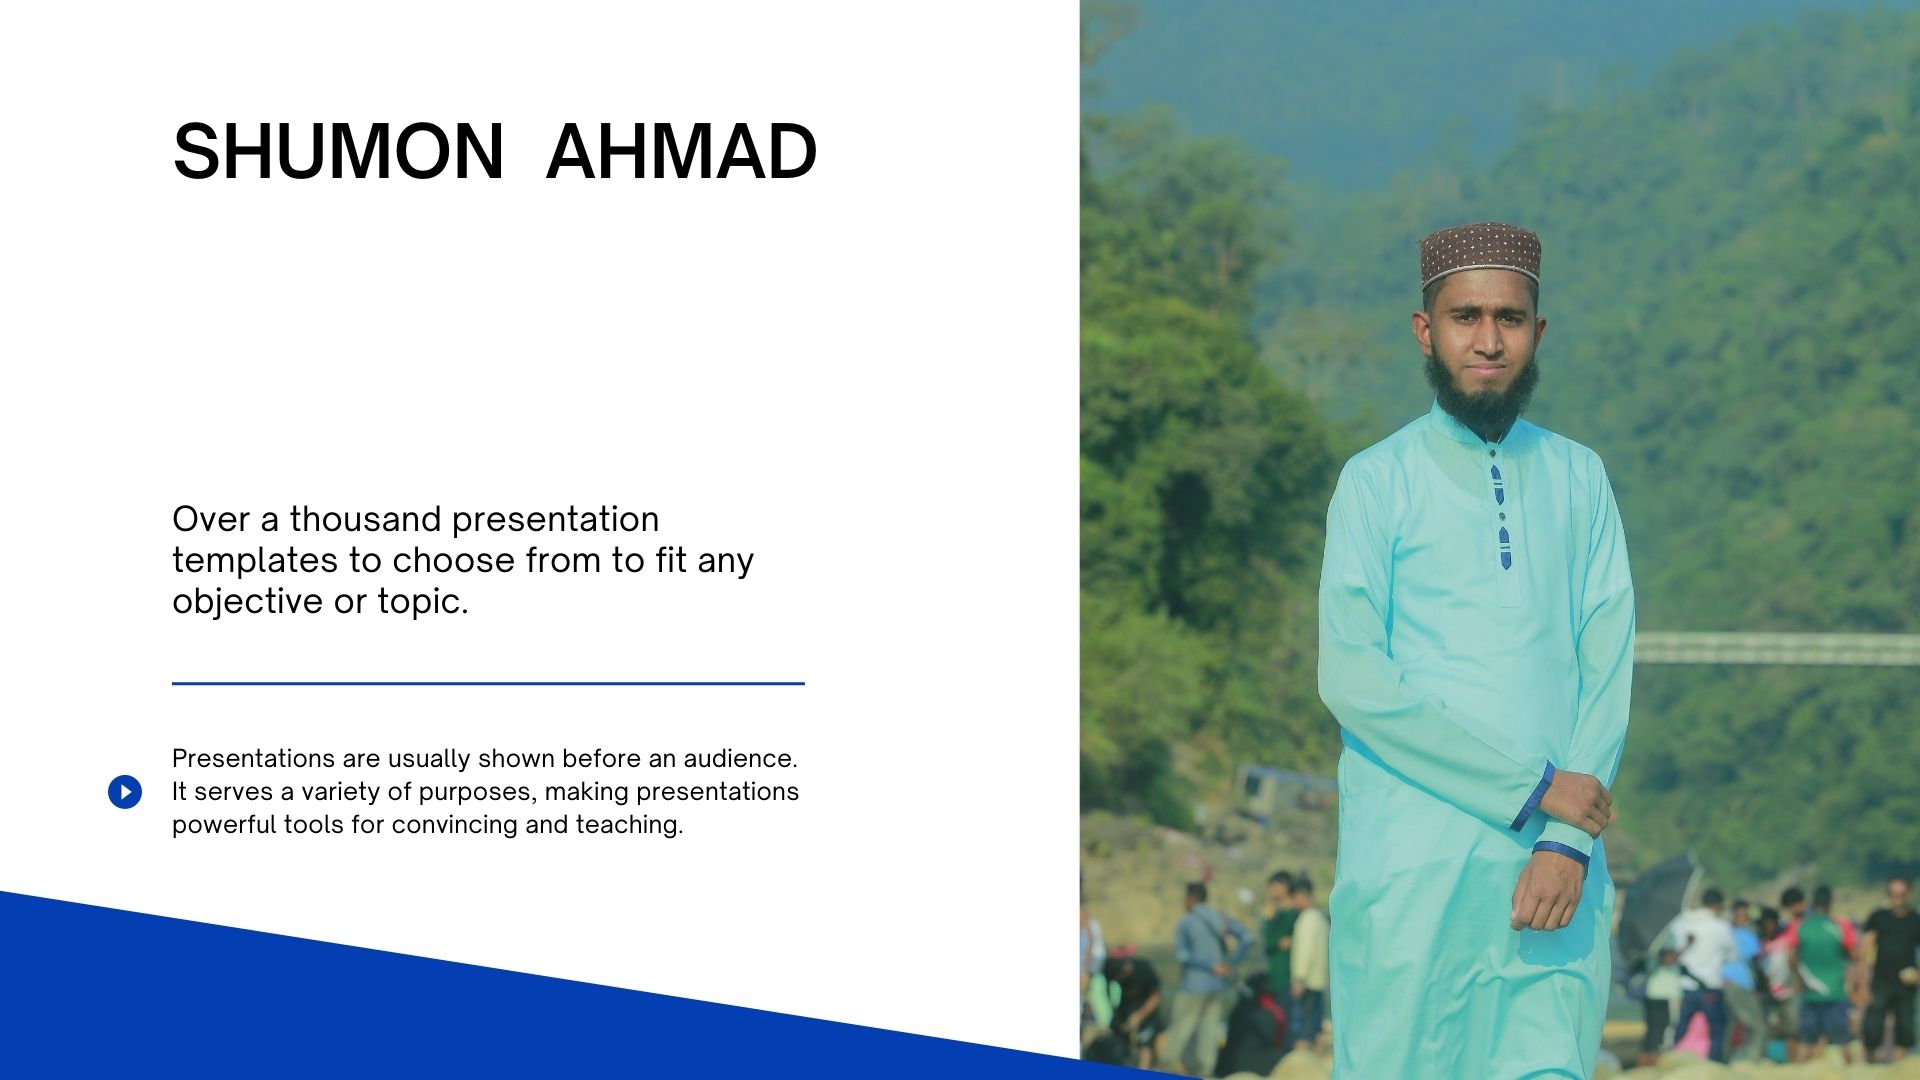 SHUMON AHMAD
Over a thousand presentation
templates to choose from to fit any
objective or topic.
Presentations are usually shown before an audience.
It serves a variety of purposes, making presentations
powerful tools for convincing and teaching.